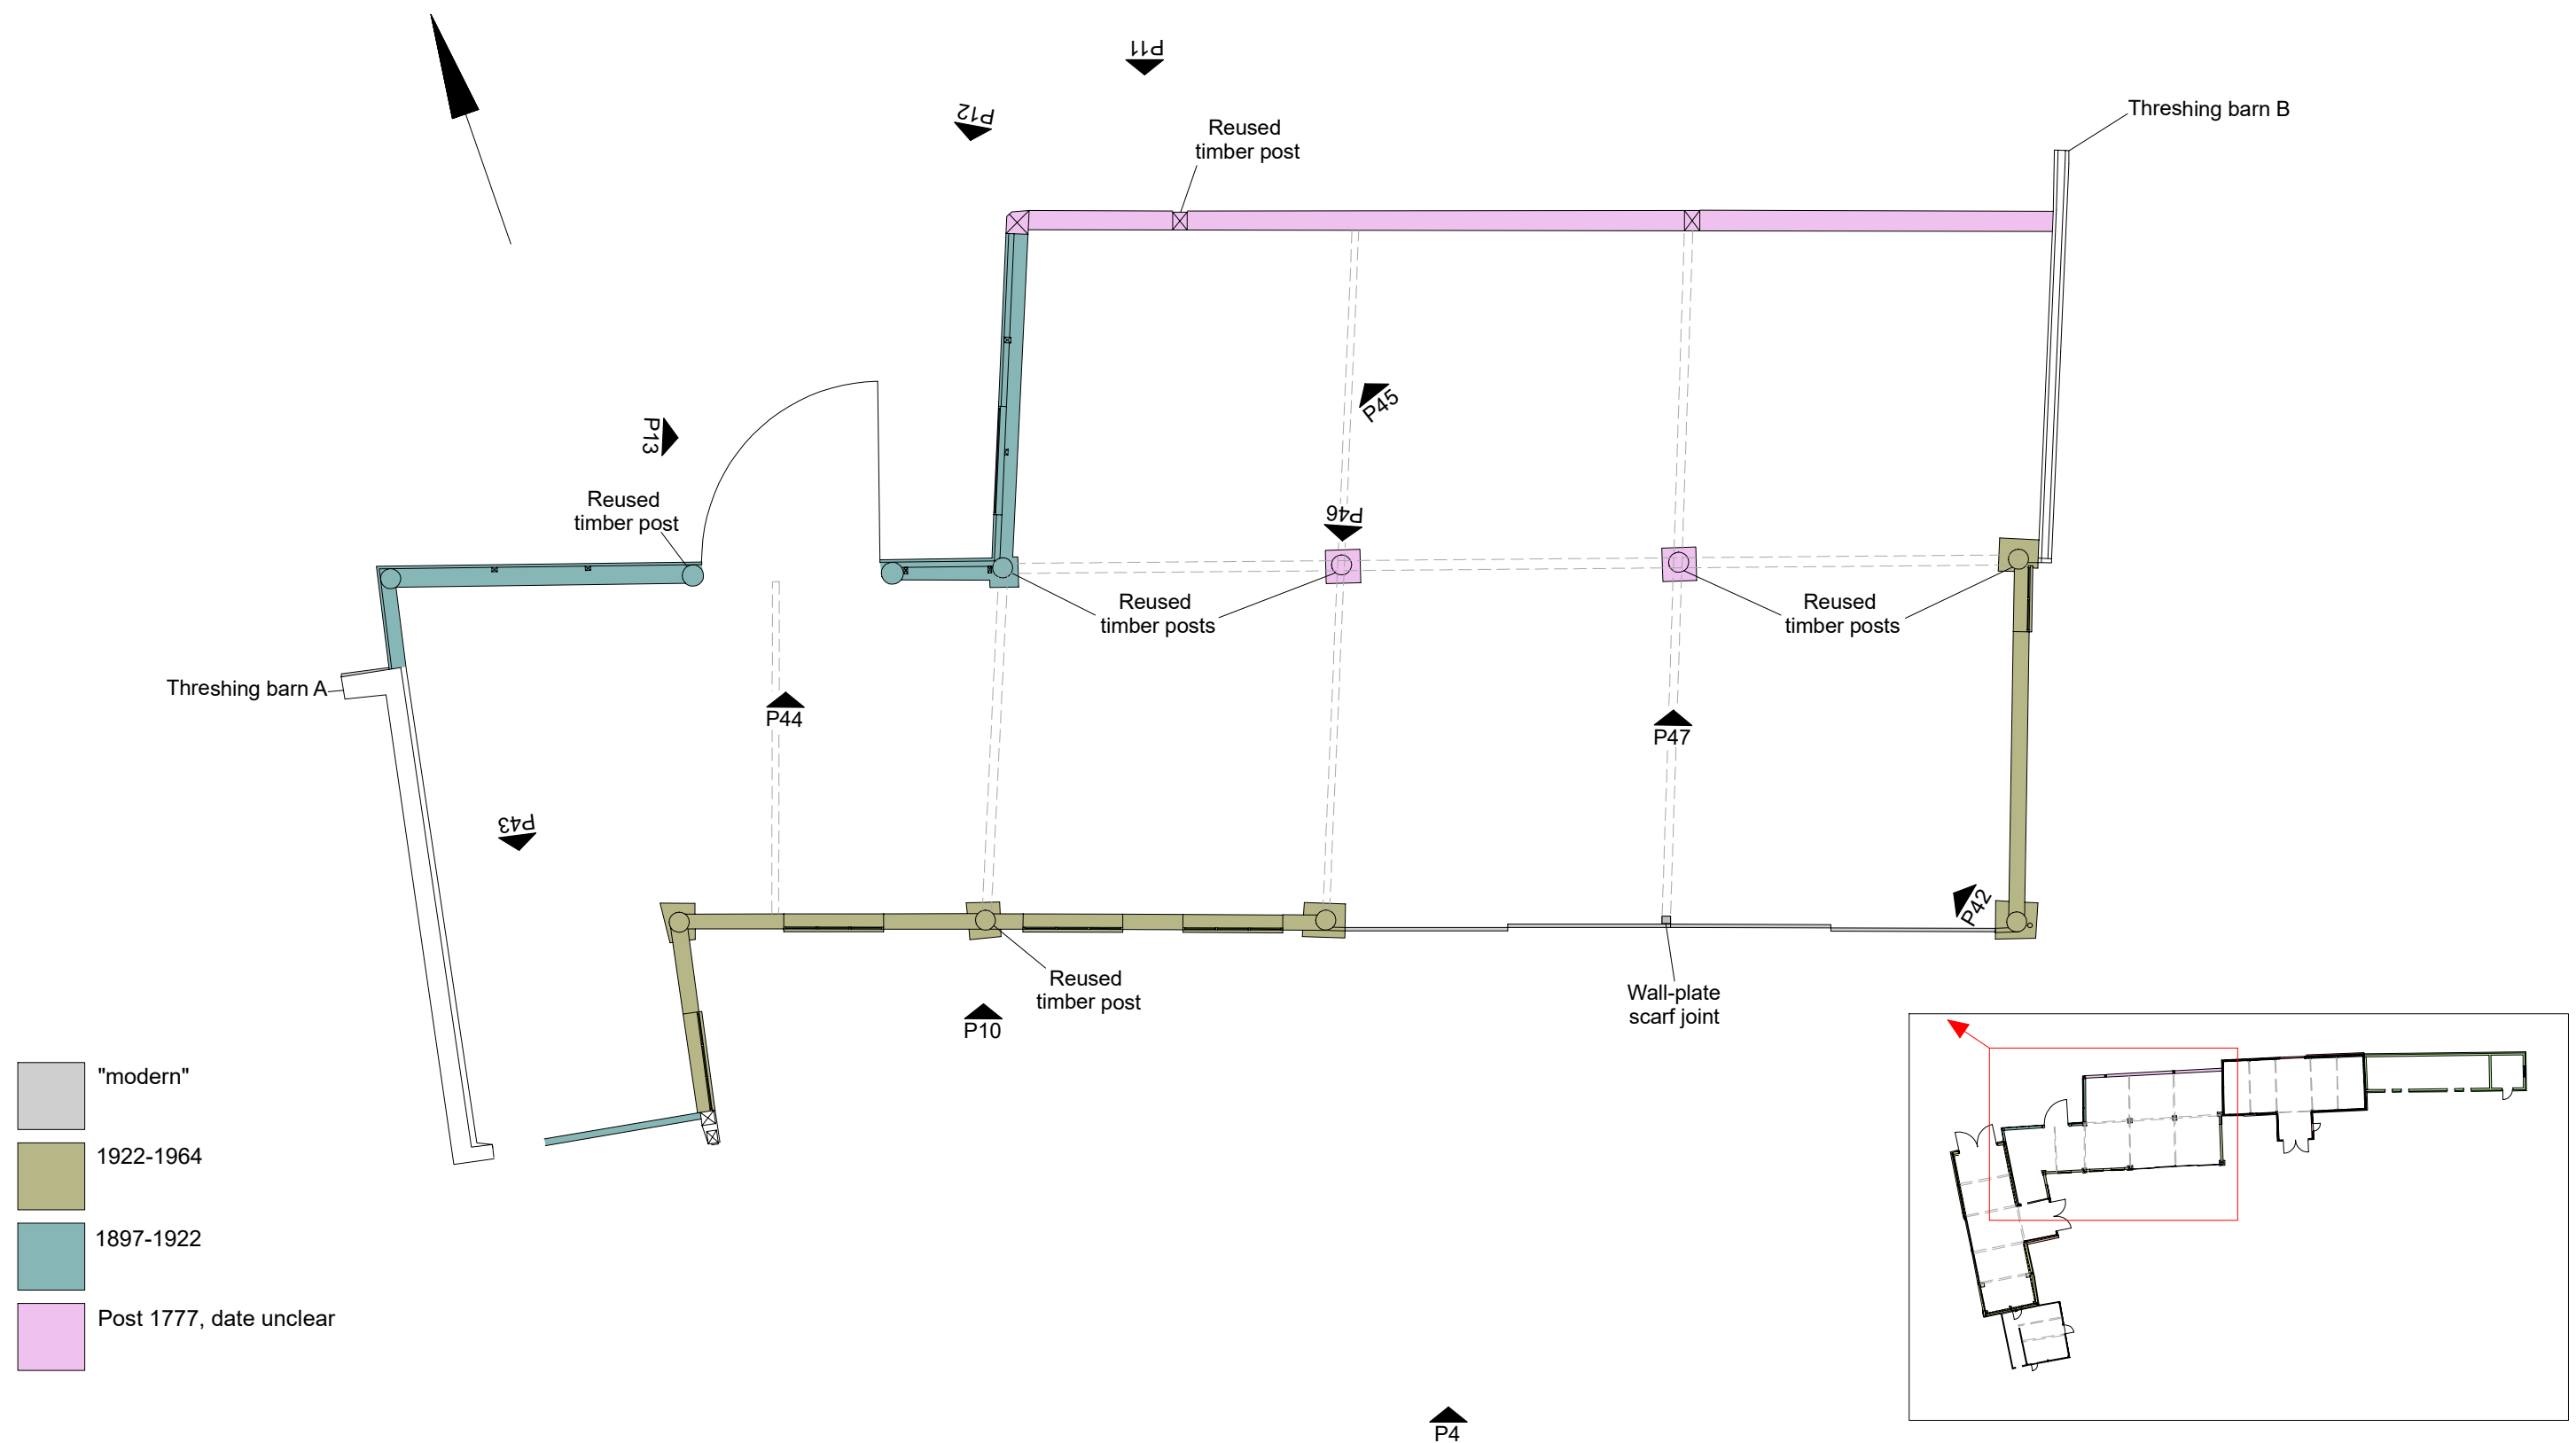 P11
P12
Reused
timber post
Threshing barn B
P13
P45
Reused
timber post
P46
Reused
timber posts
Reused
timber posts
Threshing barn A
P44
P47
P43
P42
Reused
timber post
Wall-plate
scarf joint
P10
"modern"
1922-1964
1897-1922
Post 1777, date unclear
P4